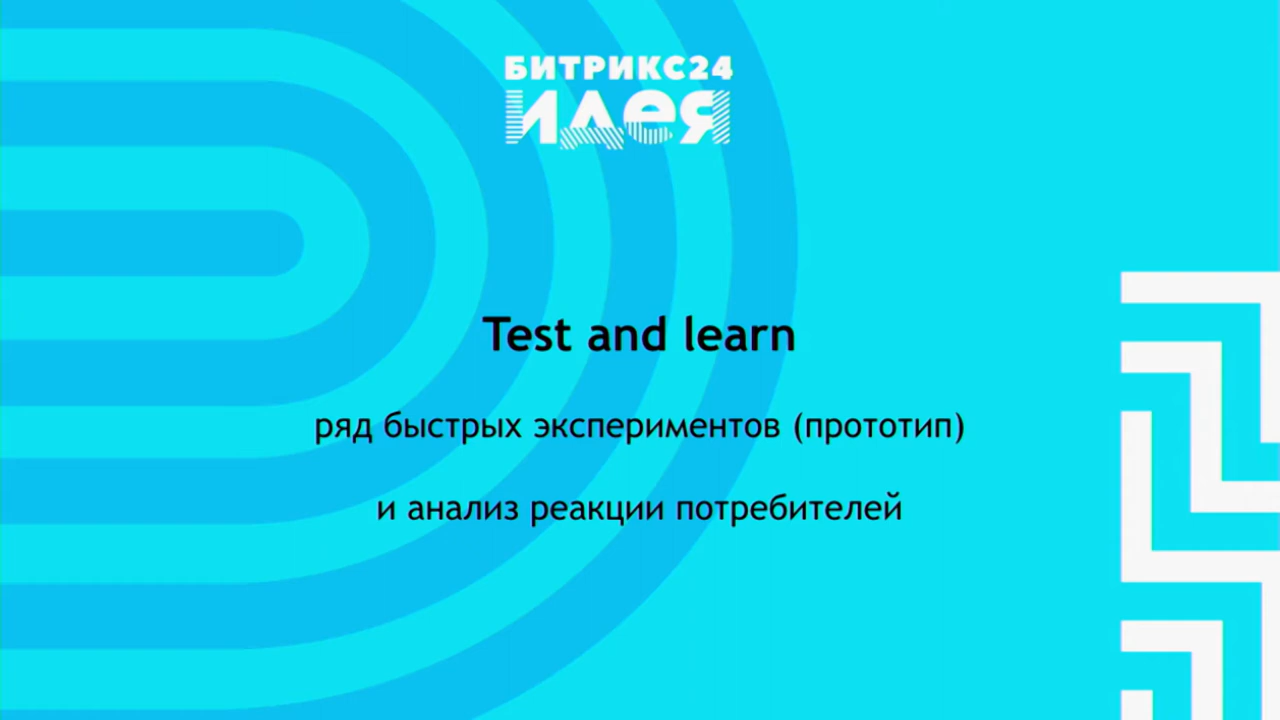 БИТРИКС24
идея
Test and learn
ряд быстрых экспериментов (прототип)
и анализ реакции потребителей